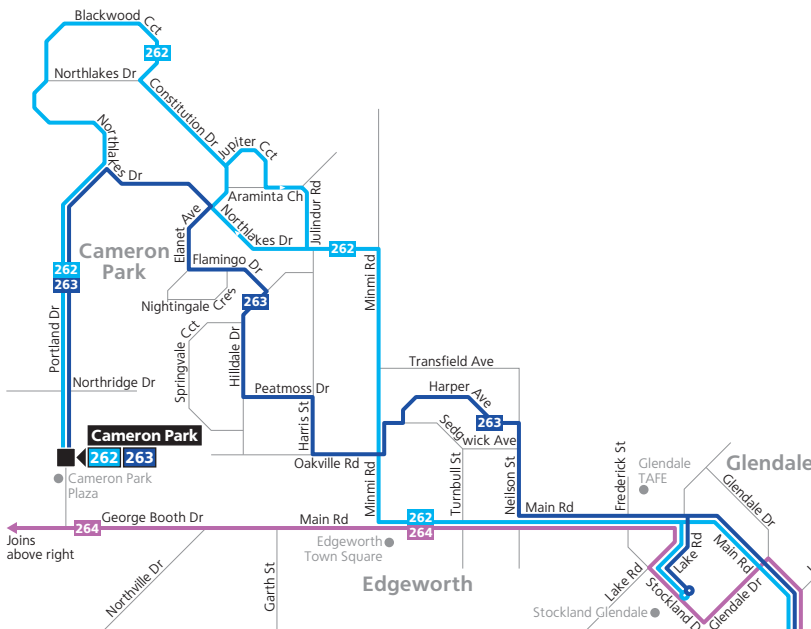 Blackwood Cct
262
Northlakes Dr
Constitution Dr
Northlakes Dr
Jupiter Cct
Araminta Ch
Julindur Rd
Elanet Ave
Northlakes Dr
262
Minmi Rd
Cameron
Park
262
263
Flamingo Dr
Nightingale Cres
263
Portland Dr
Springvale Cct
Hilldale Dr
Northridge Dr
Peatmoss Dr
Harris St
Transfield Ave
Harper Ave
263
Sedgwick Ave
Cameron Park
262 263
Cameron Park
Plaza
Oakville Rd
Minmi Rd
Turnbull St
Neilson St
Frederick St
Glendale
TAFE
Glendale
Glendale Dr
Main Rd
262
264
George Booth Dr
Main Rd
264
Joins
above right
Edgeworth
Town Square
Edgeworth
Northville Dr
Garth St
Lake Rd
Lake Rd
Main Rd
Stockland D
Glendale Dr
Stockland Glendale